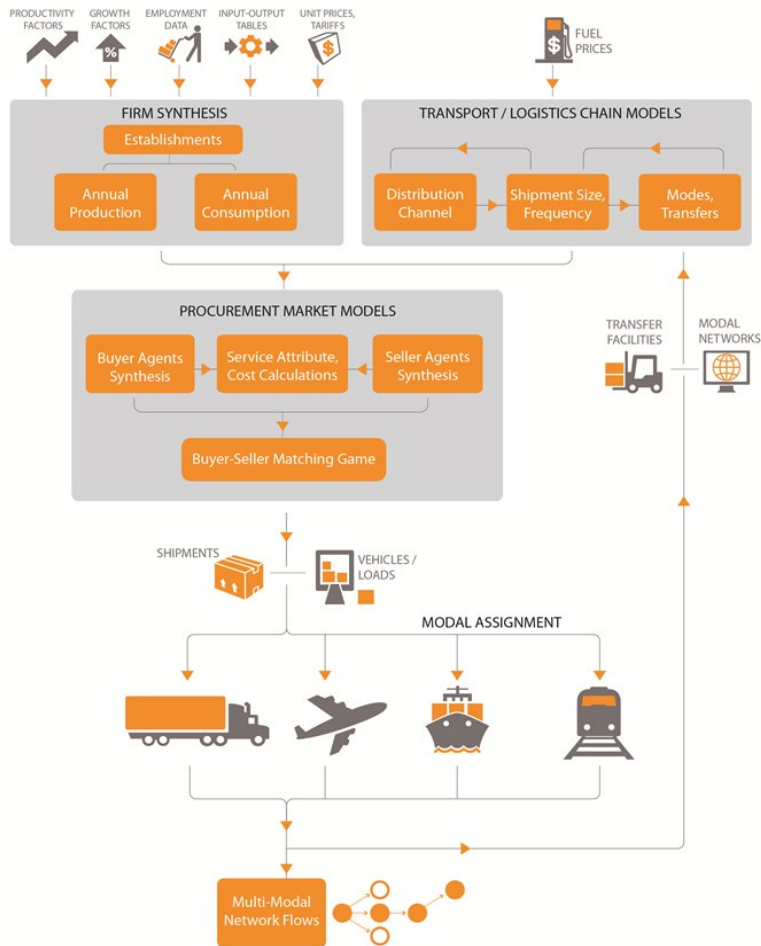 PRODUCTIVITY
FACTORS
GROWTH
FACTORS
%
EMPLOYMENT
DATA
INPUT-OUTPUT
TABLES
UNIT PRICES,
TARIFFS
$
$
FUEL
PRICES
FIRM SYNTHESIS
Establishments
Annual
Production
Annual
Consumption
TRANSPORT / LOGISTICS CHAIN MODELS
Distribution
Channel
Shipment Size,
Frequency
Modes,
Transfers
PROCUREMENT MARKET MODELS
Buyer Agents
Synthesis
Service Attribute,
Cost Calculations
Seller Agents
Synthesis
Buyer-Seller Matching Game
TRANSFER
FACILITIES
MODAL
NETWORKS
SHIPMENTS
VEHICLES /
LOADS
MODAL ASSIGNMENT
Multi-Modal
Network Flows